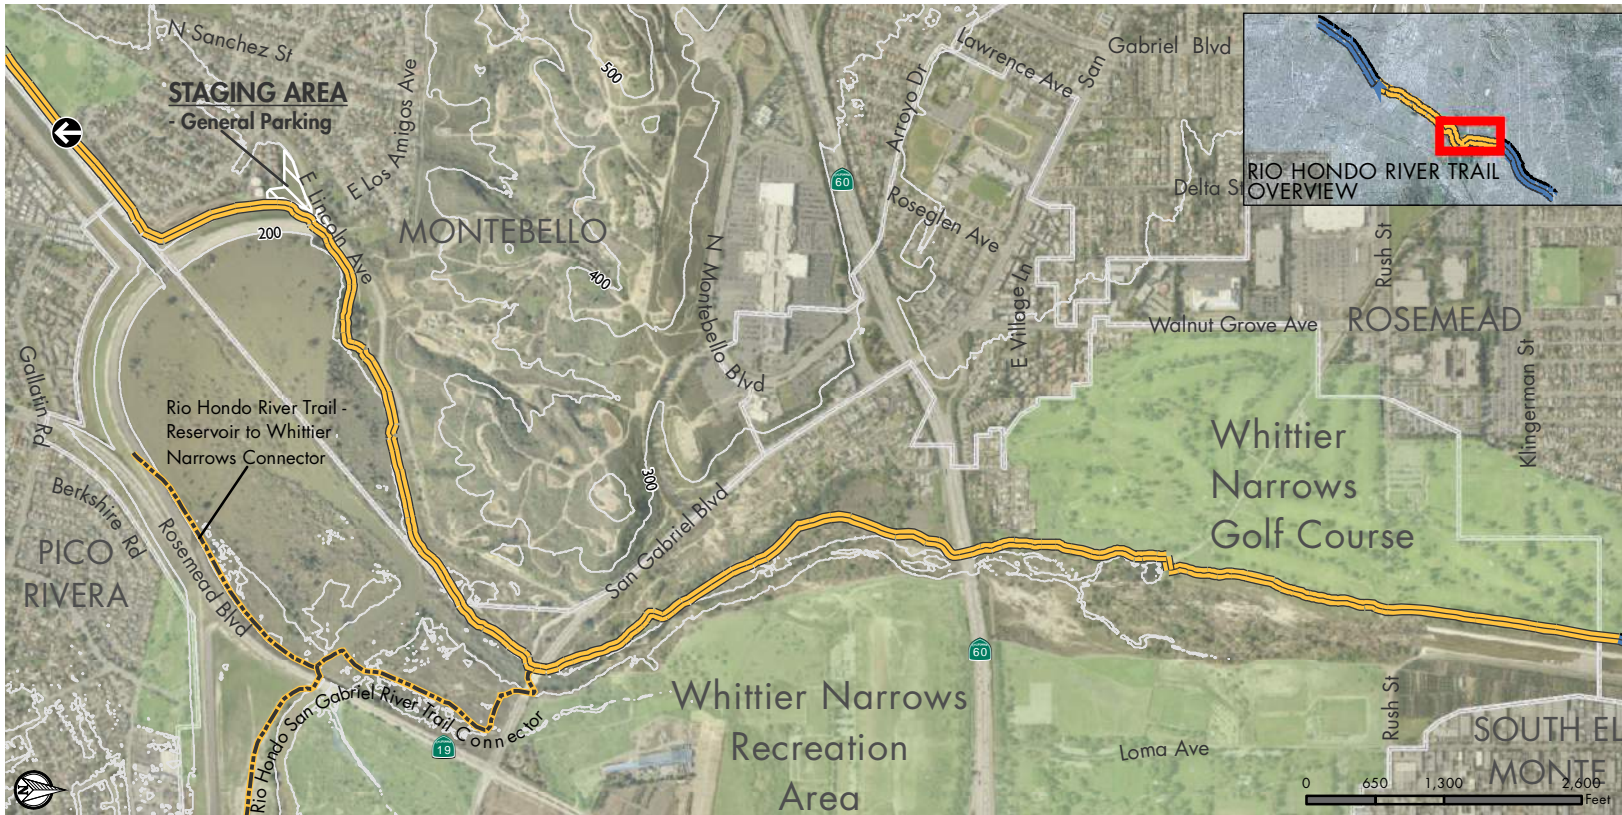 N Sanchez St
STAGING AREA
- General Parking
E Los Amigos Ave
E Lincoln Ave
200
MONTEBELLO
500
400
300
N Montebello Blvd
60
Arroyo Dr
Lawrence Ave
San
Gabriel Blvd
Roseglen Ave
Delta St
E Village Ln
RIO HONDO RIVER TRAIL
OVERVIEW
Rush St
Walnut Grove Ave
ROSEMEAD
Klingerman St
Gallatin Rd
Rio Hondo River Trail -
Reservoir to Whittier
Narrows Connector
Berkshire Rd
Rosemead Blvd
PICO
RIVERA
San Gabriel Blvd
Whittier
Narrows
Golf Course
60
Rio Hondo San Gabriel River Trail Connector
19
Whittier Narrows
Recreation
Area
Loma Ave
Rush St
SOUTH EL
MONTE
N
0 650 1,300 2,600
Feet